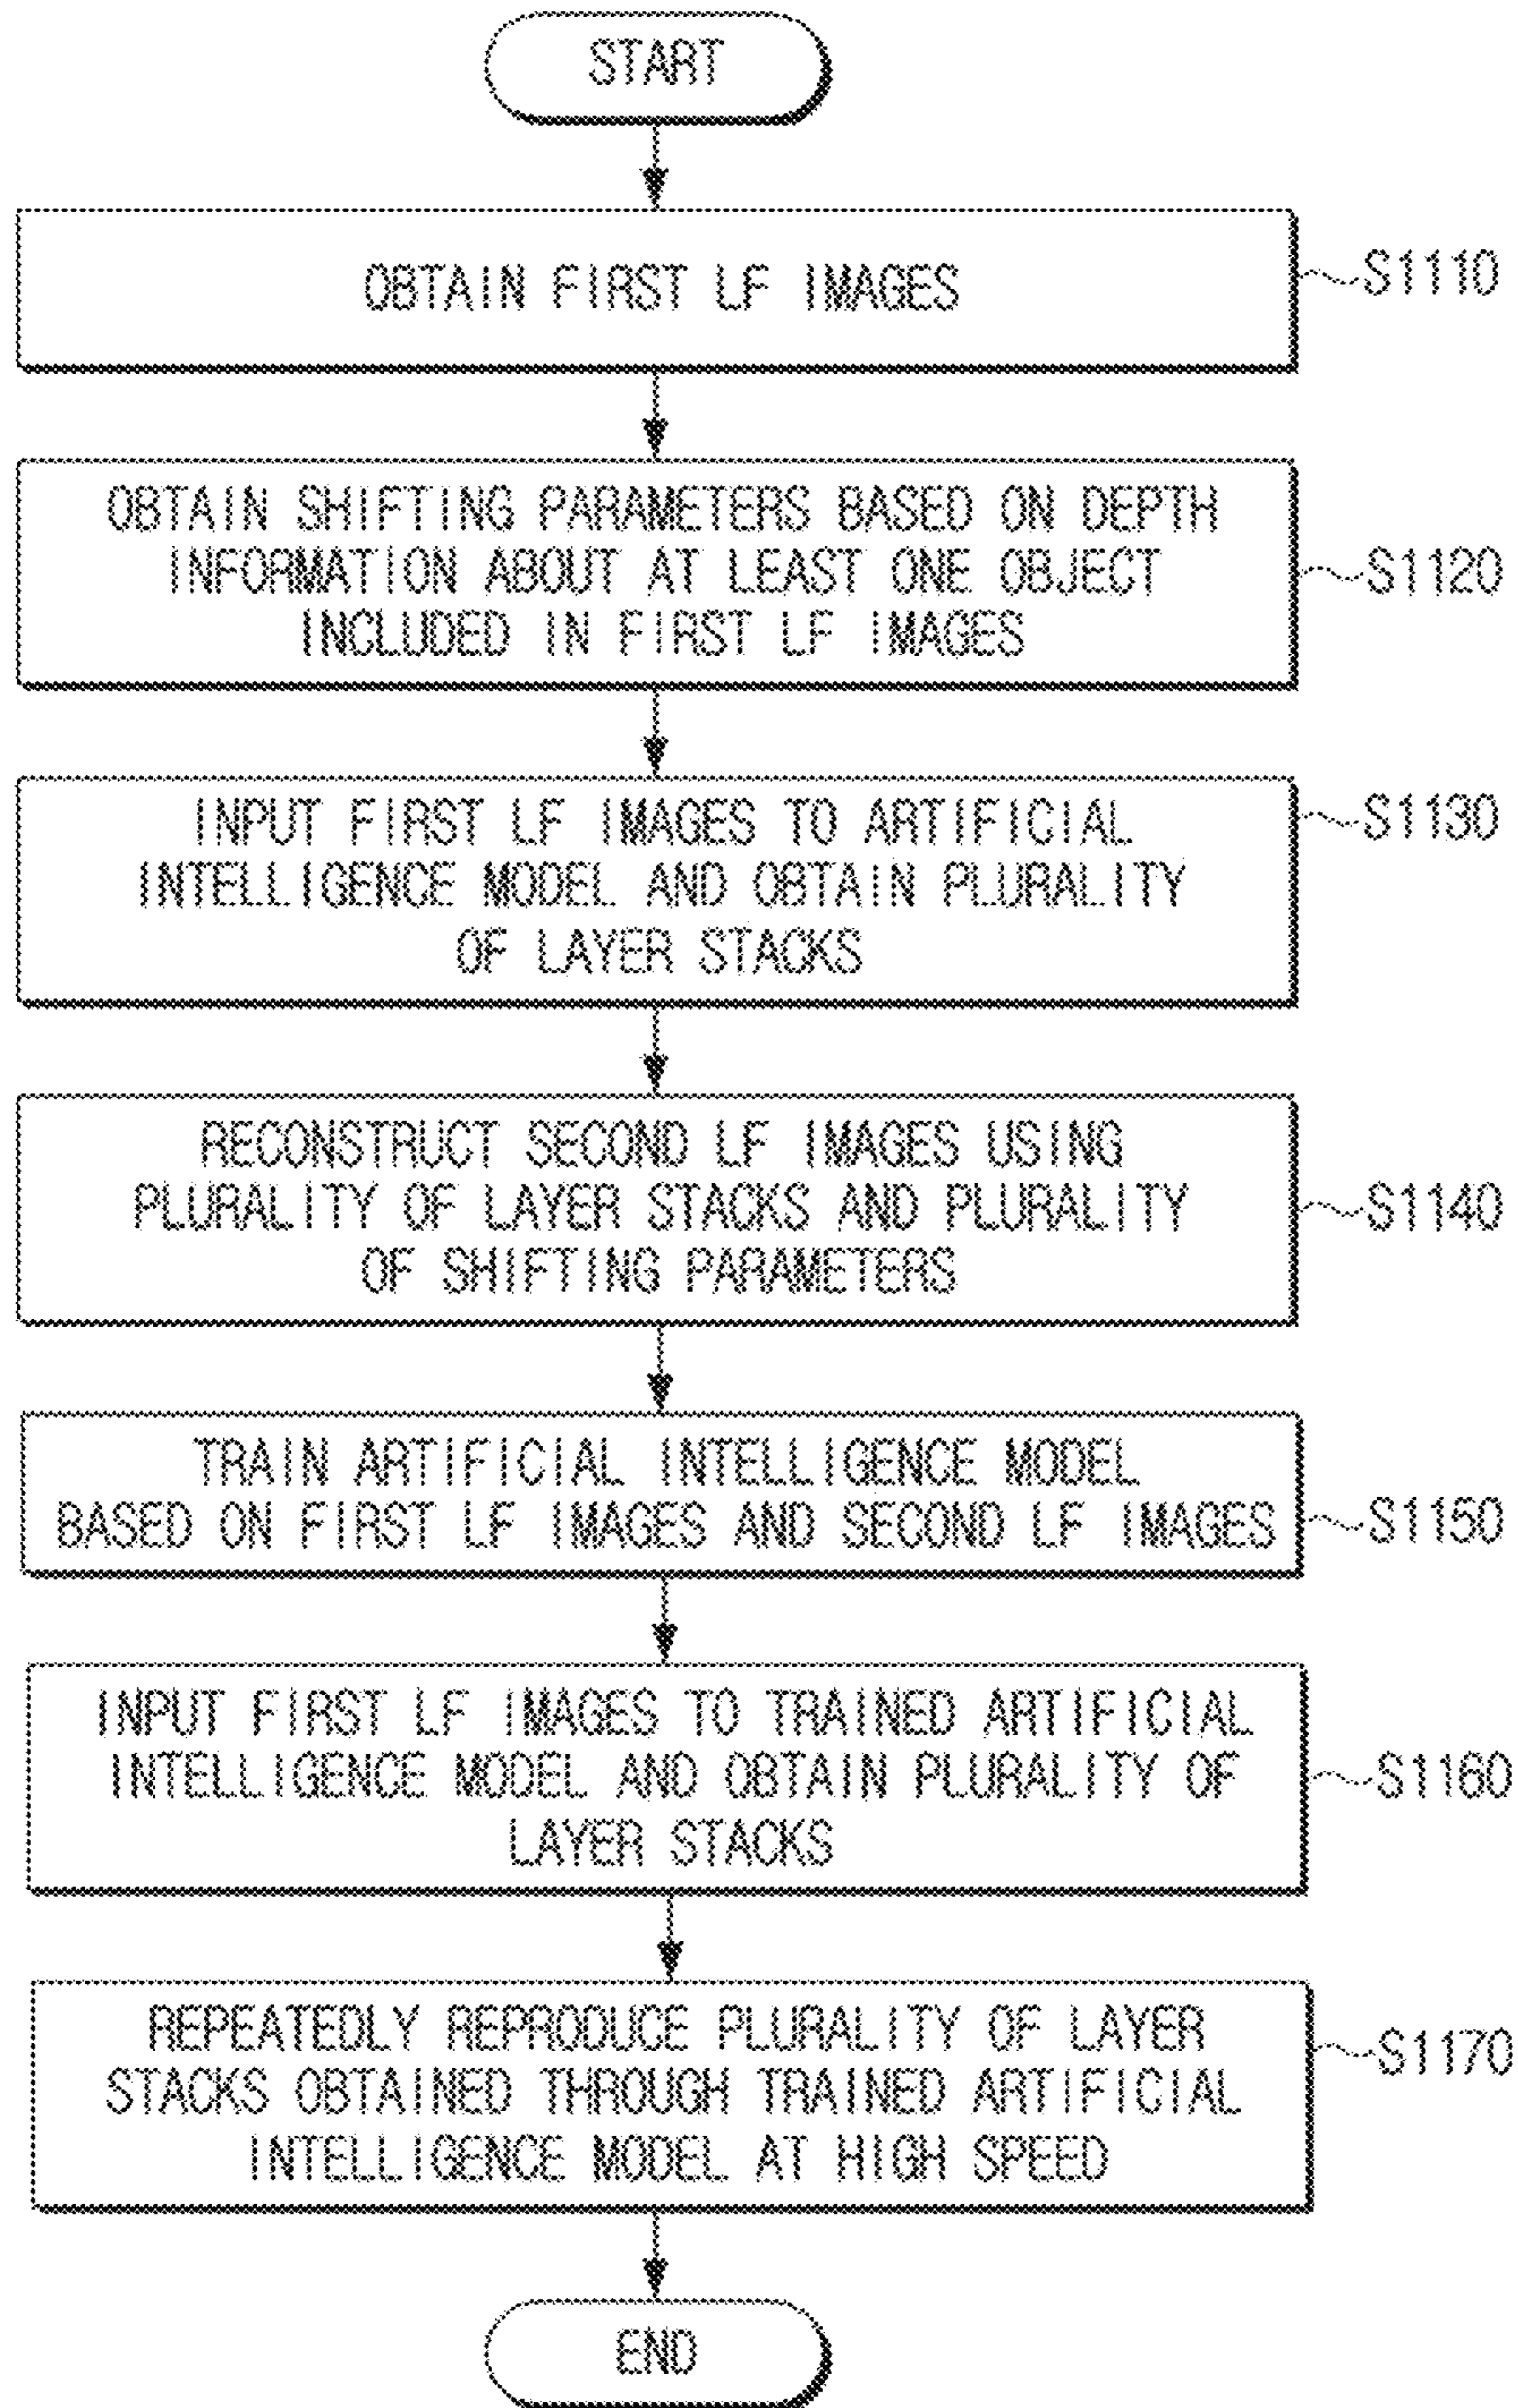 START
OBTAIN FIRST LF IMAGES
S1110
OBTAIN SHIFTING PARAMETERS BASED ON DEPTH
INFORMATION ABOUT AT LEAST ONE OBJECT
INCLUDED IN FIRST LF IMAGES
S1120
INPUT FIRST LF IMAGES TO ARTIFICIAL
INTELLIGENCE MODEL AND OBTAIN PLURALITY
OF LAYER STACKS
S1130
RECONSTRUCT SECOND LF IMAGES USING
PLURALITY OF LAYER STACKS AND PLURALITY
OF SHIFTING PARAMETERS
S1140
TRAIN ARTIFICIAL INTELLIGENCE MODEL
BASED ON FIRST LF IMAGES AND SECOND LF IMAGES
S1150
INPUT FIRST LF IMAGES TO TRAINED ARTIFICIAL
INTELLIGENCE MODEL AND OBTAIN PLURALITY OF
LAYER STACKS
S1160
REPEATEDLY REPRODUCE PLURALITY OF LAYER
STACKS OBTAINED THROUGH TRAINED ARTIFICIAL
INTELLIGENCE MODEL AT HIGH SPEED
S1170
END